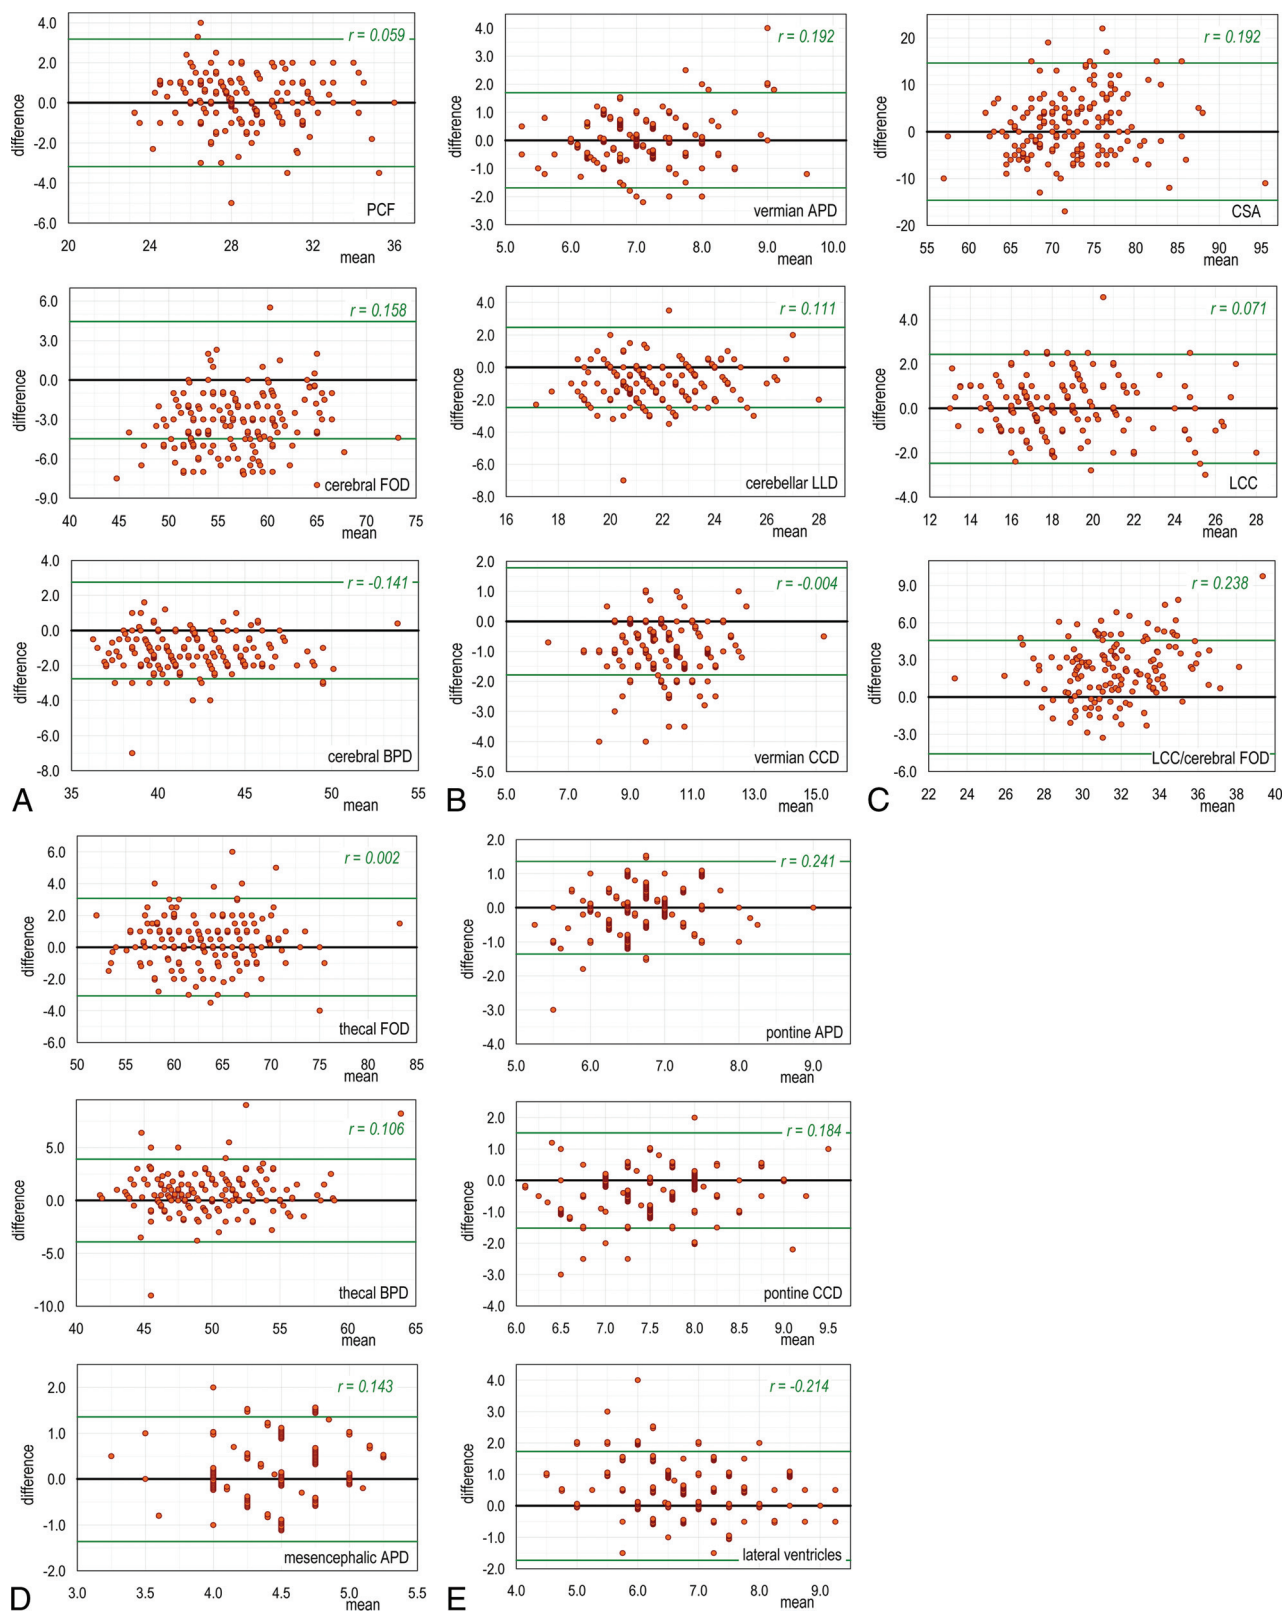 4.0
2.0
0.0
-2.0
-4.0
-6.0
difference
r = 0.059
PCF
20 24 28 32 36
mean
6.0
3.0
0.0
-3.0
-6.0
-9.0
difference
r = 0.158
cerebral FOD
40 45 50 55 60 65 70 75
mean
4.0
2.0
0.0
-2.0
-4.0
-6.0
-8.0
difference
r = -0.141
cerebral BPD
35 40 45 50 55
mean
A
4.0
3.0
2.0
1.0
0.0
-1.0
-2.0
-3.0
difference
r = 0.192
vermian APD
5.0 6.0 7.0 8.0 9.0 10.0
mean
4.0
2.0
0.0
-2.0
-4.0
-6.0
-8.0
difference
r = 0.111
cerebellar LLD
16 18 20 22 24 26 28
mean
2.0
1.0
0.0
-1.0
-2.0
-3.0
-4.0
-5.0
difference
r = -0.004
vermian CCD
5.0 7.0 9.0 11.0 13.0 15.0
mean
B
20
10
0
-10
-20
difference
r = 0.192
CSA
55 60 65 70 75 80 85 90 95
mean
4.0
2.0
0.0
-2.0
-4.0
difference
r = 0.071
LCC
12 14 16 18 20 22 24 26 28
mean
9.0
6.0
3.0
0.0
-3.0
-6.0
difference
r = 0.238
LCC/cerebral FOD
22 24 26 28 30 32 34 36 38 40
mean
C
6.0
4.0
2.0
0.0
-2.0
-4.0
-6.0
difference
r = 0.002
thecal FOD
50 55 60 65 70 75 80 85
mean
5.0
0.0
-5.0
-10.0
difference
r = 0.106
thecal BPD
40 45 50 55 60 65
mean
2.0
1.0
0.0
-1.0
-2.0
difference
r = 0.143
mesencephalic APD
3.0 3.5 4.0 4.5 5.0 5.5
mean
D
2.0
1.0
0.0
-1.0
-2.0
-3.0
-4.0
difference
r = 0.241
pontine APD
5.0 6.0 7.0 8.0 9.0
mean
2.0
1.0
0.0
-1.0
-2.0
-3.0
-4.0
difference
r = 0.184
pontine CCD
6.0 6.5 7.0 7.5 8.0 8.5 9.0 9.5
mean
4.0
3.0
2.0
1.0
0.0
-1.0
-2.0
difference
r = -0.214
lateral ventricles
4.0 5.0 6.0 7.0 8.0 9.0
mean
E